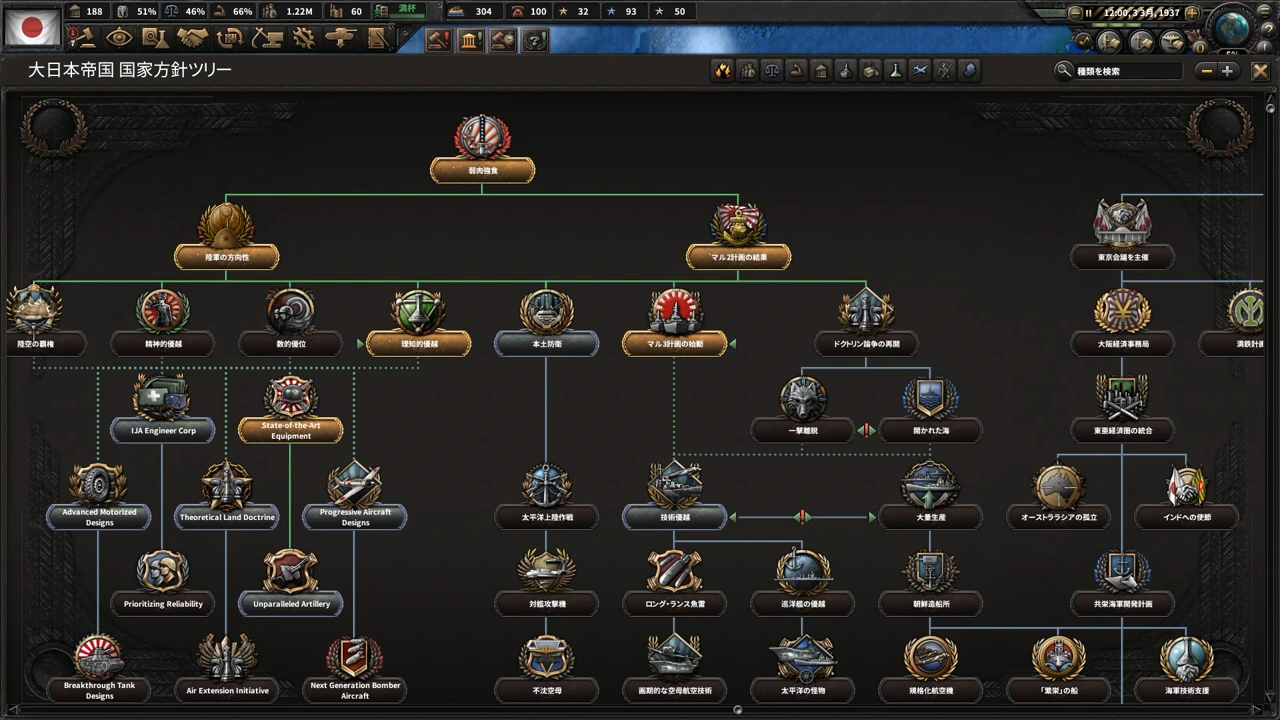 188 51% 46% 66% 1.22M 60 満杯 304 100 32 93 50 12:00, 3 3月, 1937
大日本帝国 国家方針ツリー 種類を検索
弱肉強食
陸軍の方向性 マル2計画の結果 東京会議を主催
陸空の覇権 精神的優越 数的優位 理知的優越 本土防衛 マル3計画の始動 ドクトリン論争の再開 大阪経済事務局 満鉄計画
IJA Engineer Corp State-of-the-Art
Equipment 一撃離脱 開かれた海 東亜経済圏の統合
Advanced Motorized
Designs Theoretical Land Doctrine Progressive Aircraft
Designs 太平洋上陸作戦 技術優越 大量生産 オーストララシアの孤立 インドへの使節
Prioritizing Reliability Unparalleled Artillery 対艦攻撃機 ロング・ランス魚雷 巡洋艦の優越 朝鮮造船所 共栄海軍開発計画
Breakthrough Tank
Designs Air Extension Initiative Next Generation Bomber
Aircraft 不沈空母 画期的な空母航空技術 太平洋の怪物 規格化航空機 「繁栄」の船 海軍技術支援